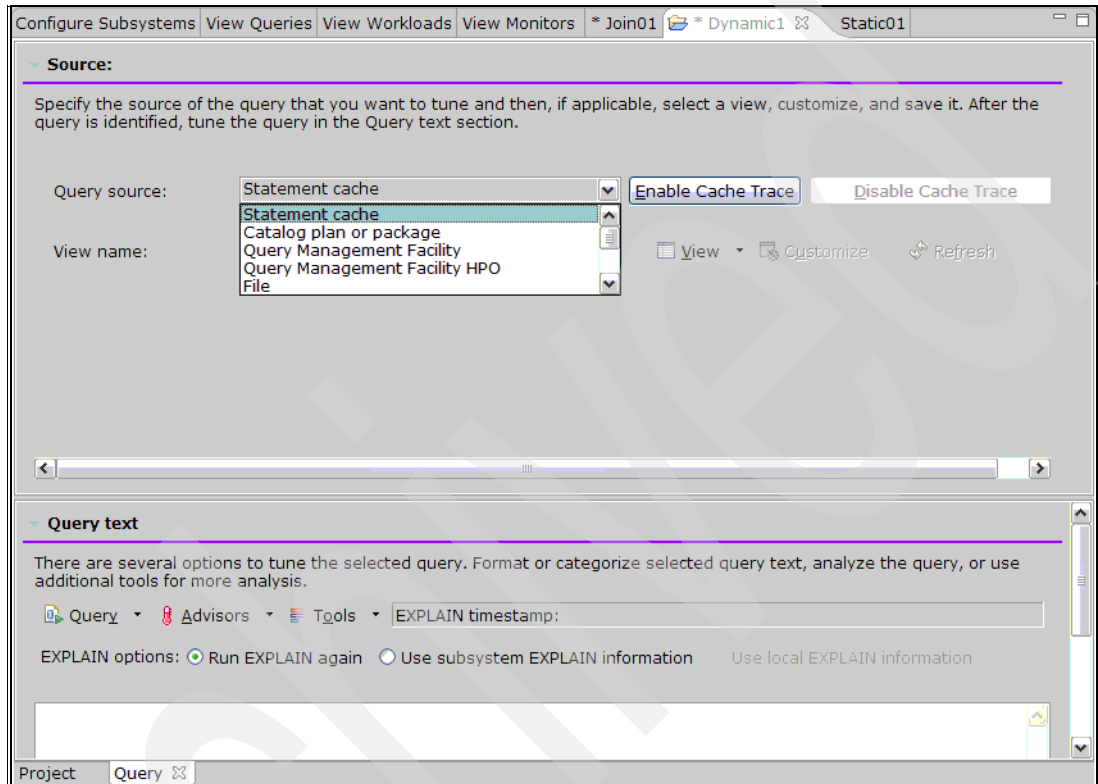 Configure Subsystems View Queries View Workloads View Monitors * Join01 * Dynamic1 Static01
Source:
Specify the source of the query that you want to tune and then, if applicable, select a view, customize, and save it. After the
query is identified, tune the query in the Query text section.
Query source: Statement cache Enable Cache Trace Disable Cache Trace
Statement cache
Catalog plan or package
View name: Query Management Facility View Customize Refresh
Query Management Facility HPO
File
Query text
There are several options to tune the selected query. Format or categorize selected query text, analyze the query, or use
additional tools for more analysis.
Query Advisors Tools EXPLAIN timestamp:
EXPLAIN options: Run EXPLAIN again Use subsystem EXPLAIN information Use local EXPLAIN information
Project Query